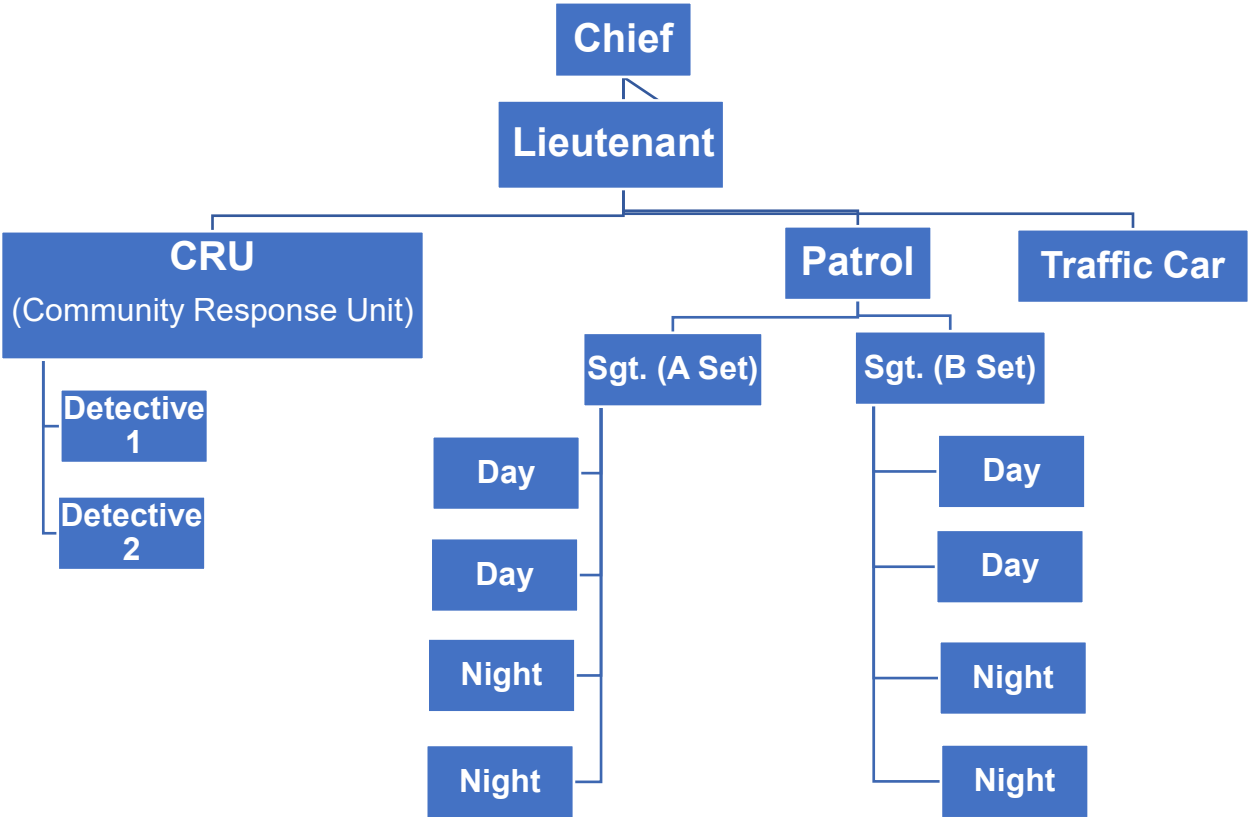 Chief
Lieutenant
CRU
(Community Response Unit)
Patrol
Traffic Car
Sgt. (A Set)
Sgt. (B Set)
Detective
1
Detective
2
Day
Day
Night
Night
Day
Day
Night
Night